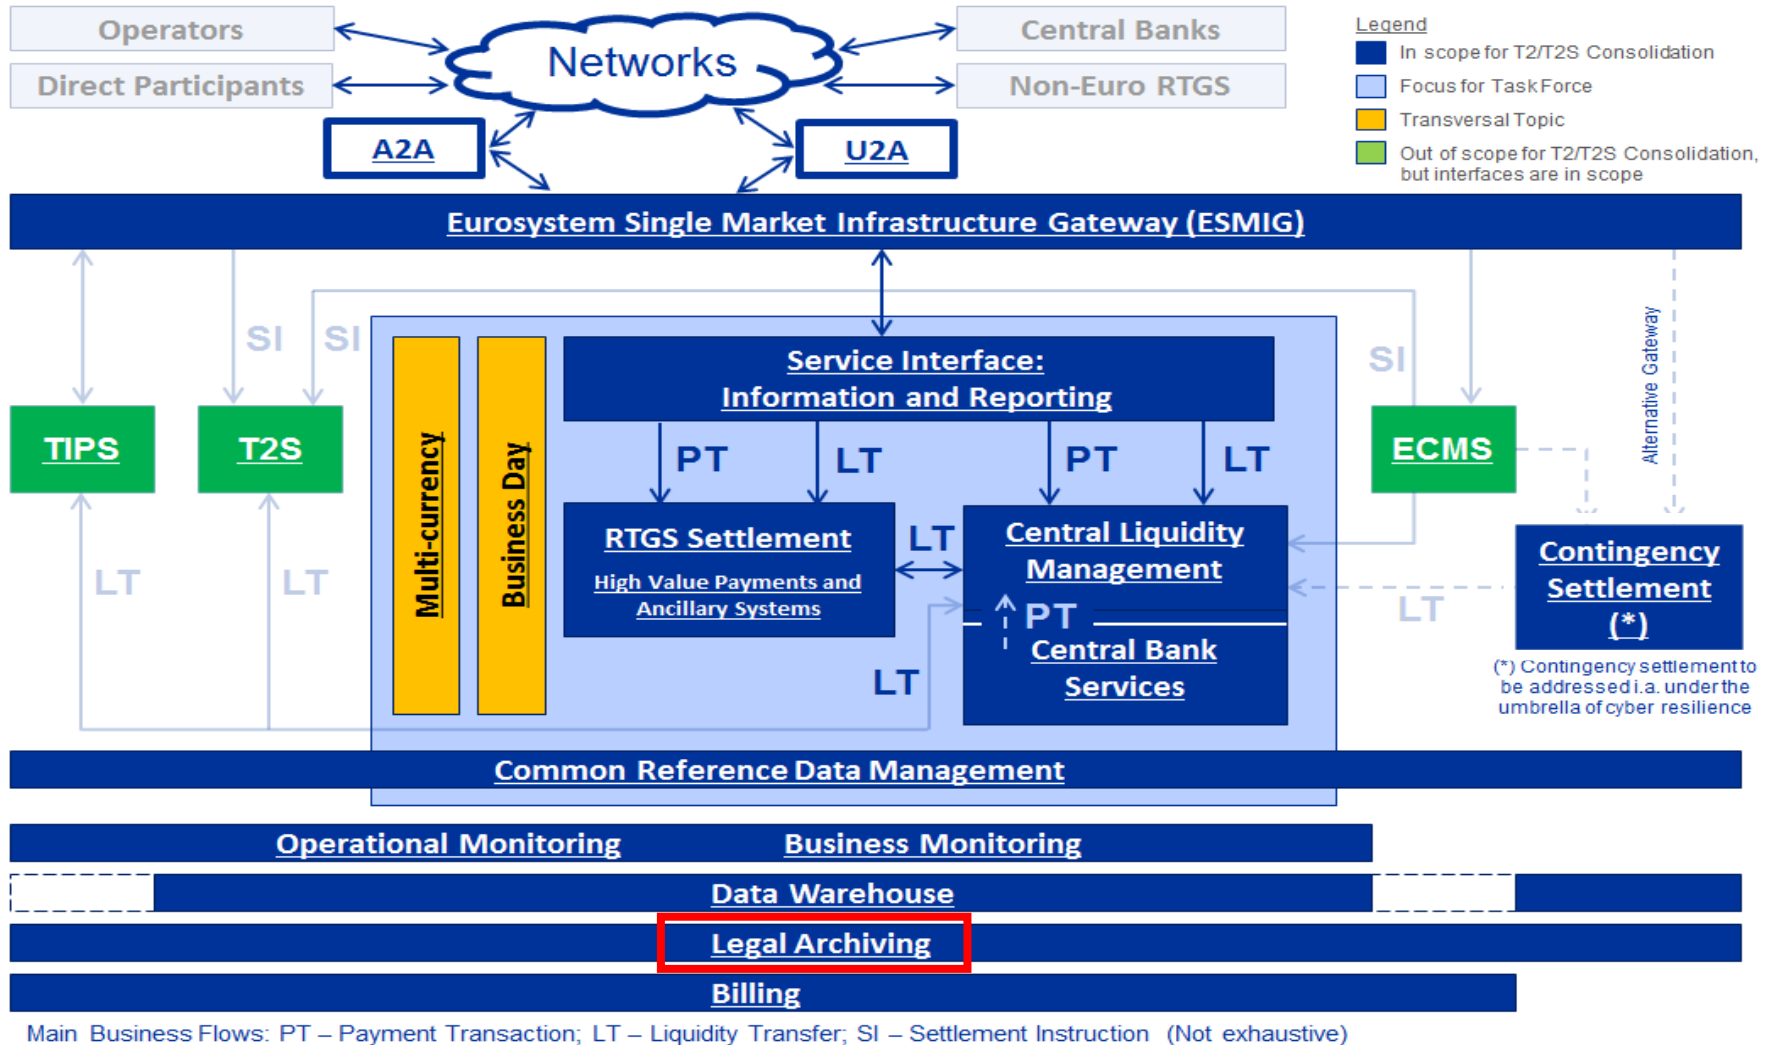 Operators
Direct Participants
Networks
Central Banks
Non-Euro RTGS
Legend
In scope for T2/T2S Consolidation
Focus for TaskForce
Transversal Topic
Out of scope for T2/T2S Consolidation,
but interfaces are in scope
A2A
U2A
Eurosystem Single Market Infrastructure Gateway (ESMIG)
SI
SI
SI
Alternative Gateway
TIPS
T2S
Multi-currency
Business Day
Service Interface:
Information and Reporting
PT
LT
PT
LT
ECMS
RTGS Settlement
High Value Payments and
Ancillary Systems
LT
Central Liquidity
Management
PT
Central Bank
Services
Contingency
Settlement
(*)
LT
LT
LT
LT
(*) Contingency settlement to
be addressed i.a. under the
umbrella of cyber resilience
Common Reference Data Management
Operational Monitoring
Business Monitoring
Data Warehouse
Legal Archiving
Billing
Main Business Flows: PT – Payment Transaction; LT – Liquidity Transfer; SI – Settlement Instruction (Not exhaustive)